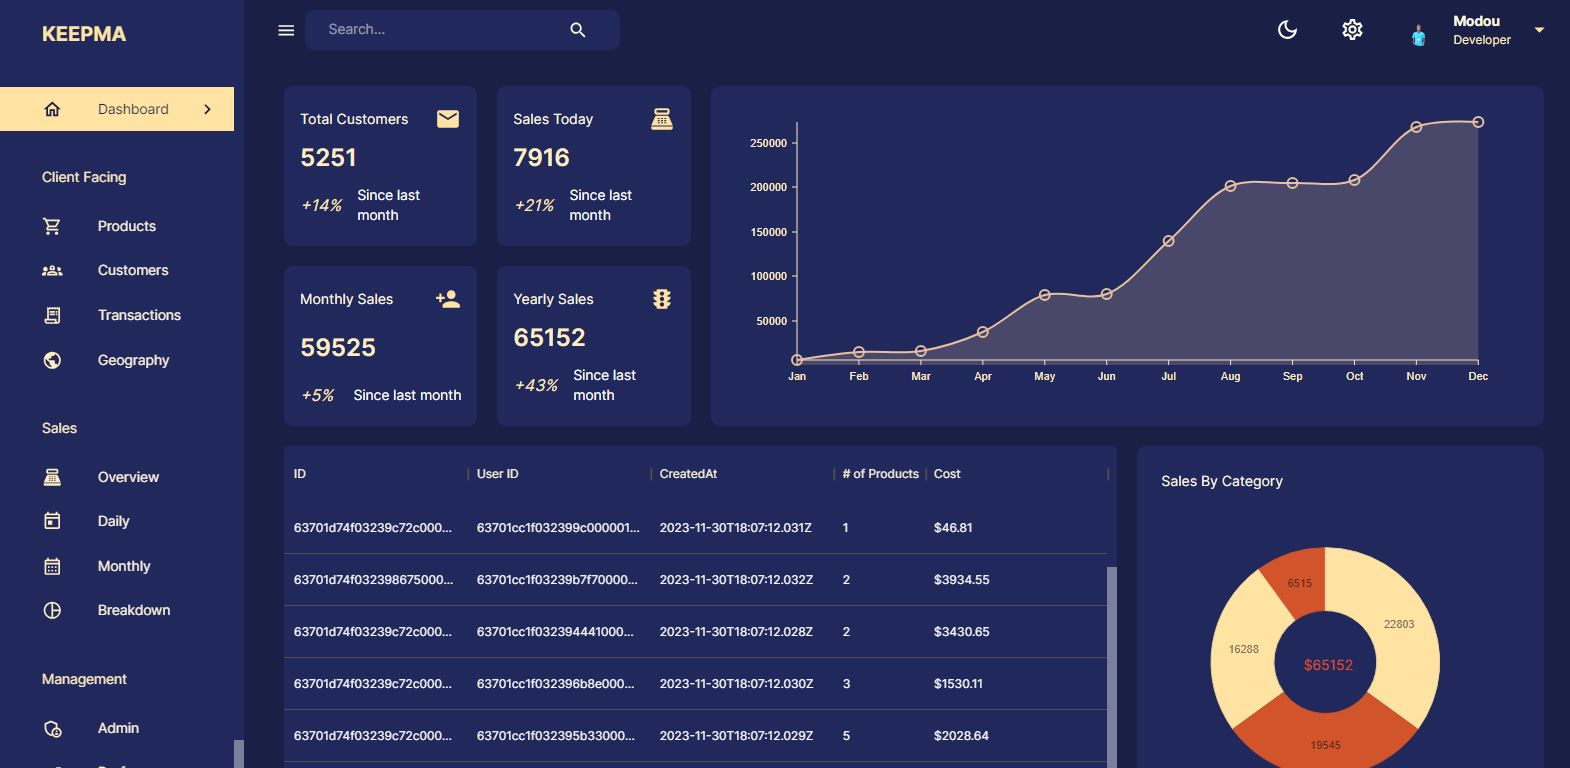 KEEPMA
Search...
Modou
Developer
Dashboard
Client Facing
Products
Customers
Transactions
Geography
Sales
Overview
Daily
Monthly
Breakdown
Management
Admin
Total Customers
5251
+14%
Since last
month
Sales Today
7916
+21%
Since last
month
Monthly Sales
59525
+5%
Since last month
Yearly Sales
65152
+43%
Since last
month
250000
200000
150000
100000
50000
Jan Feb Mar Apr May Jun Jul Aug Sep Oct Nov Dec
ID User ID CreatedAt # of Products Cost
63701d74f03239c72c000... 63701cc1f032399c000001... 2023-11-30T18:07:12.031Z 1 $46.81
63701d74f032398675000... 63701cc1f03239b7f70000... 2023-11-30T18:07:12.032Z 2 $3934.55
63701d74f03239c72c000... 63701cc1f032394441000... 2023-11-30T18:07:12.028Z 2 $3430.65
63701d74f03239c72c000... 63701cc1f032396b8e000... 2023-11-30T18:07:12.030Z 3 $1530.11
63701d74f03239c72c000... 63701cc1f032395b33000... 2023-11-30T18:07:12.029Z 5 $2028.64
Sales By Category
6515
22803
16288
$65152
19545